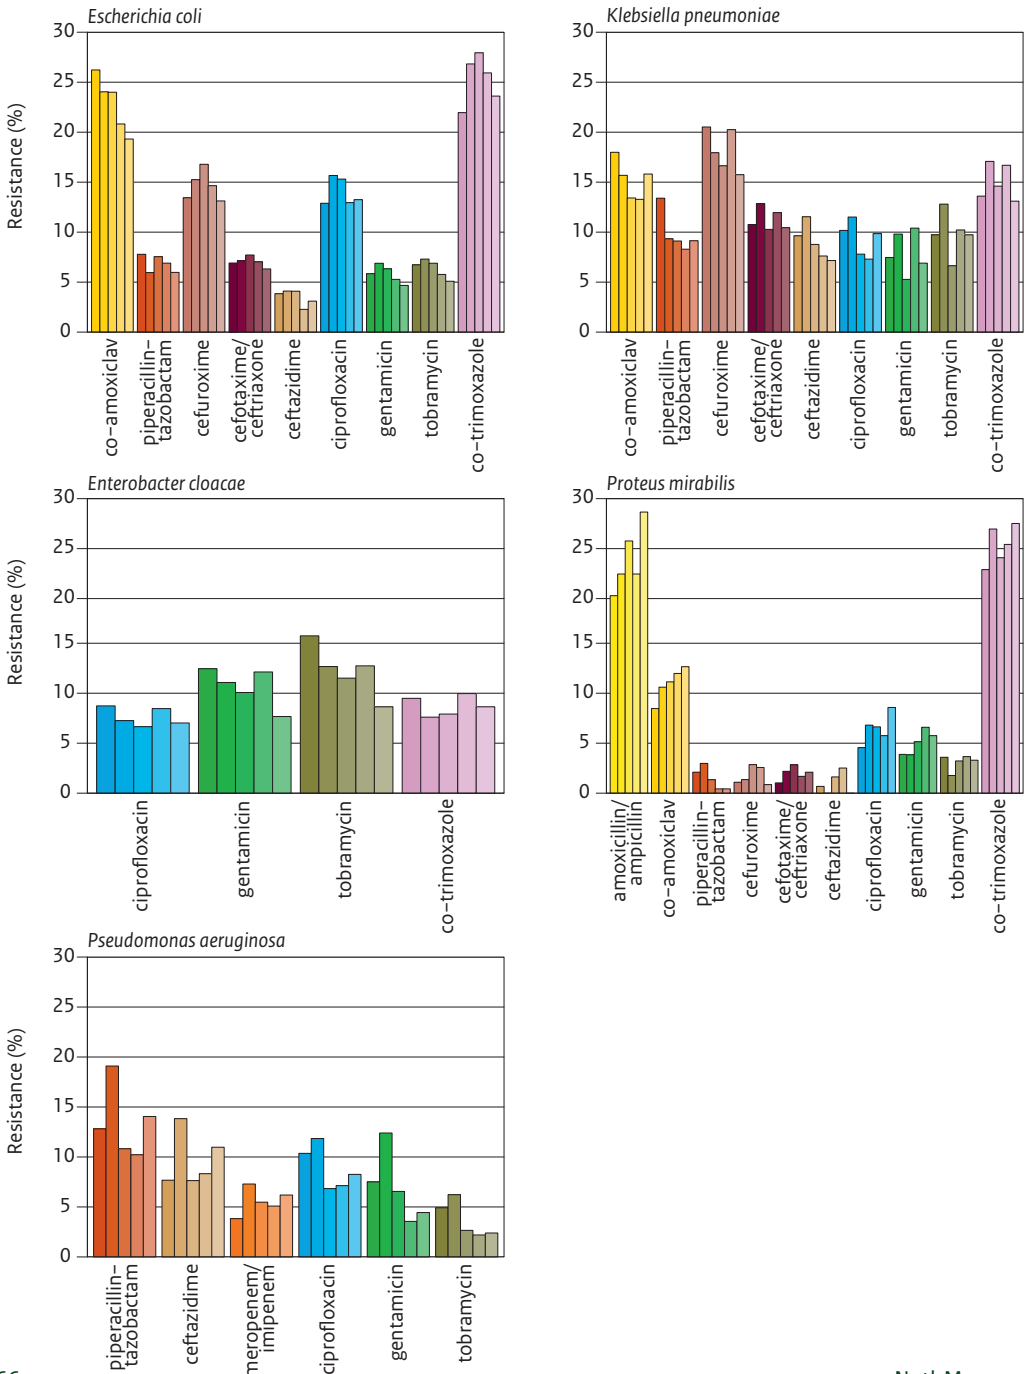 Escherichia coli
Resistance (%)
30
25
20
15
10
5
0
co-amoxiclav
piperacillin–
tazobactam
cefuroxime
cefotaxime/
ceftriaxone
ceftazidime
ciprofloxacin
gentamicin
tobramycin
co-trimoxazole
Klebsiella pneumoniae
30
25
20
15
10
5
0
co-amoxiclav
piperacillin–
tazobactam
cefuroxime
cefotaxime/
ceftriaxone
ceftazidime
ciprofloxacin
gentamicin
tobramycin
co-trimoxazole
Enterobacter cloacae
Resistance (%)
30
25
20
15
10
5
0
ciprofloxacin
gentamicin
tobramycin
co-trimoxazole
Proteus mirabilis
30
25
20
15
10
5
0
amoxicillin/
ampicillin
co-amoxiclav
piperacillin–
tazobactam
cefuroxime
cefotaxime/
ceftriaxone
ceftazidime
ciprofloxacin
gentamicin
tobramycin
co-trimoxazole
Pseudomonas aeruginosa
Resistance (%)
30
25
20
15
10
5
0
piperacillin–
tazobactam
ceftazidime
meropenem/
imipenem
ciprofloxacin
gentamicin
tobramycin